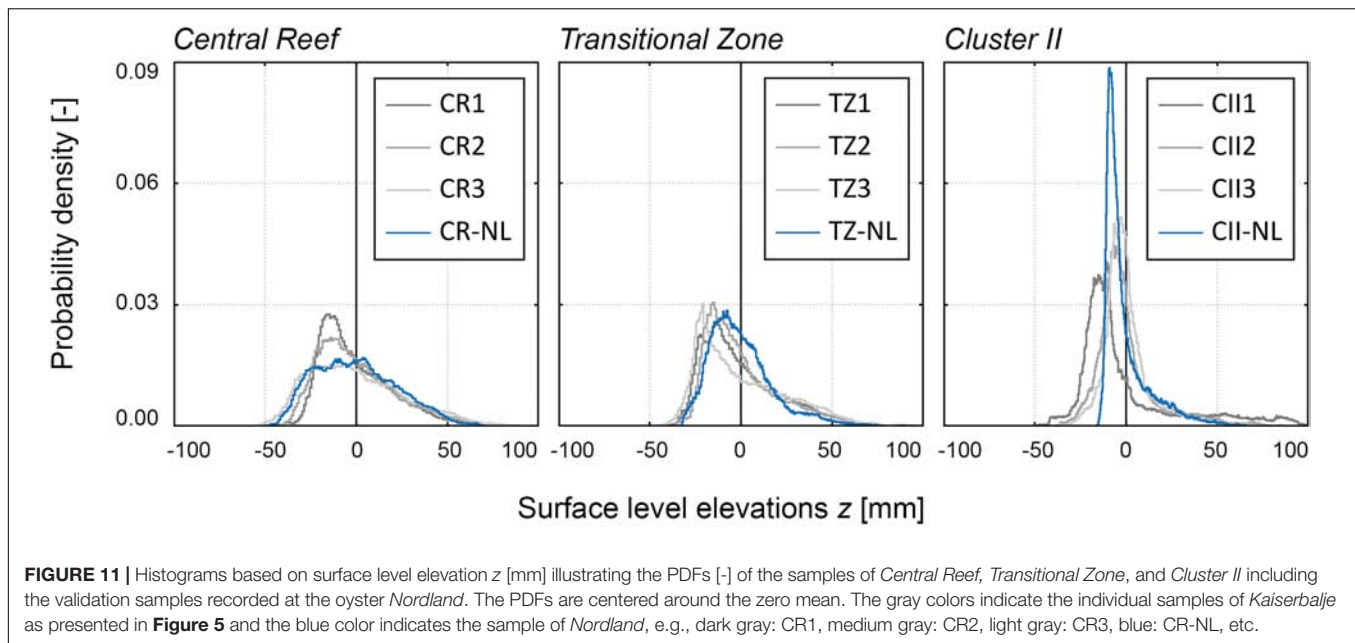 Central Reef
Transitional Zone
Cluster II
Probability density [-]
0.09
0.06
0.03
0.00
CR1
CR2
CR3
CR-NL
TZ1
TZ2
TZ3
TZ-NL
CII1
CII2
CII3
CII-NL
-100 -50 0 50 100
-100 -50 0 50 100
-100 -50 0 50 100
Surface level elevations z [mm]
FIGURE 11 | Histograms based on surface level elevation z [mm] illustrating the PDFs [-] of the samples of Central Reef, Transitional Zone, and Cluster II including
the validation samples recorded at the oyster Nordland. The PDFs are centered around the zero mean. The gray colors indicate the individual samples of Kaiserbalje
as presented in Figure 5 and the blue color indicates the sample of Nordland, e.g., dark gray: CR1, medium gray: CR2, light gray: CR3, blue: CR-NL, etc.